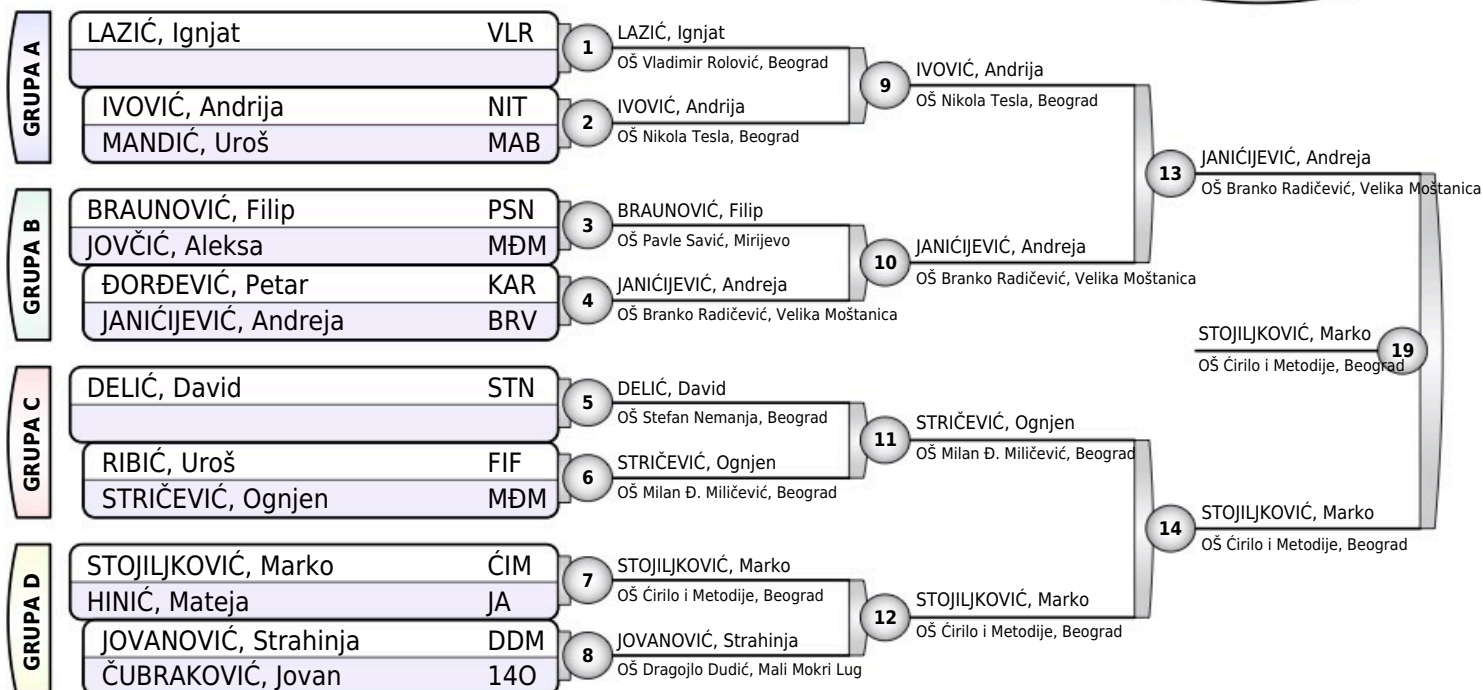 GRUPA A
LAZIĆ, Ignjat VLR
IVOVIĆ, Andrija NIT
MANDIĆ, Uroš MAB
GRUPA B
BRAUNOVIĆ, Filip PSN
JOVČIĆ, Aleksa MĐM
ĐORĐEVIĆ, Petar KAR
JANIĆIJEVIĆ, Andreja BRV
GRUPA C
DELIĆ, David STN
RIBIĆ, Uroš FIF
STRIČEVIĆ, Ognjen MĐM
GRUPA D
STOJILJKOVIĆ, Marko ĆIM
HINIĆ, Mateja JA
JOVANOVIĆ, Strahinja DDM
ČUBRAKOVIĆ, Jovan 14O
1 LAZIĆ, Ignjat
OŠ Vladimir Rolović, Beograd
2 IVOVIĆ, Andrija
OŠ Nikola Tesla, Beograd
3 BRAUNOVIĆ, Filip
OŠ Pavle Savić, Mirijevo
4 JANIĆIJEVIĆ, Andreja
OŠ Branko Radičević, Velika Moštanica
5 DELIĆ, David
OŠ Stefan Nemanja, Beograd
6 STRIČEVIĆ, Ognjen
OŠ Milan Đ. Miličević, Beograd
7 STOJILJKOVIĆ, Marko
OŠ Ćirilo i Metodije, Beograd
8 JOVANOVIĆ, Strahinja
OŠ Dragojlo Dudić, Mali Mokri Lug
9 IVOVIĆ, Andrija
OŠ Nikola Tesla, Beograd
10 JANIĆIJEVIĆ, Andreja
OŠ Branko Radičević, Velika Moštanica
11 STRIČEVIĆ, Ognjen
OŠ Milan Đ. Miličević, Beograd
12 STOJILJKOVIĆ, Marko
OŠ Ćirilo i Metodije, Beograd
13 JANIĆIJEVIĆ, Andreja
OŠ Branko Radičević, Velika Moštanica
14 STOJILJKOVIĆ, Marko
OŠ Ćirilo i Metodije, Beograd
STOJILJKOVIĆ, Marko 19
OŠ Ćirilo i Metodije, Beograd